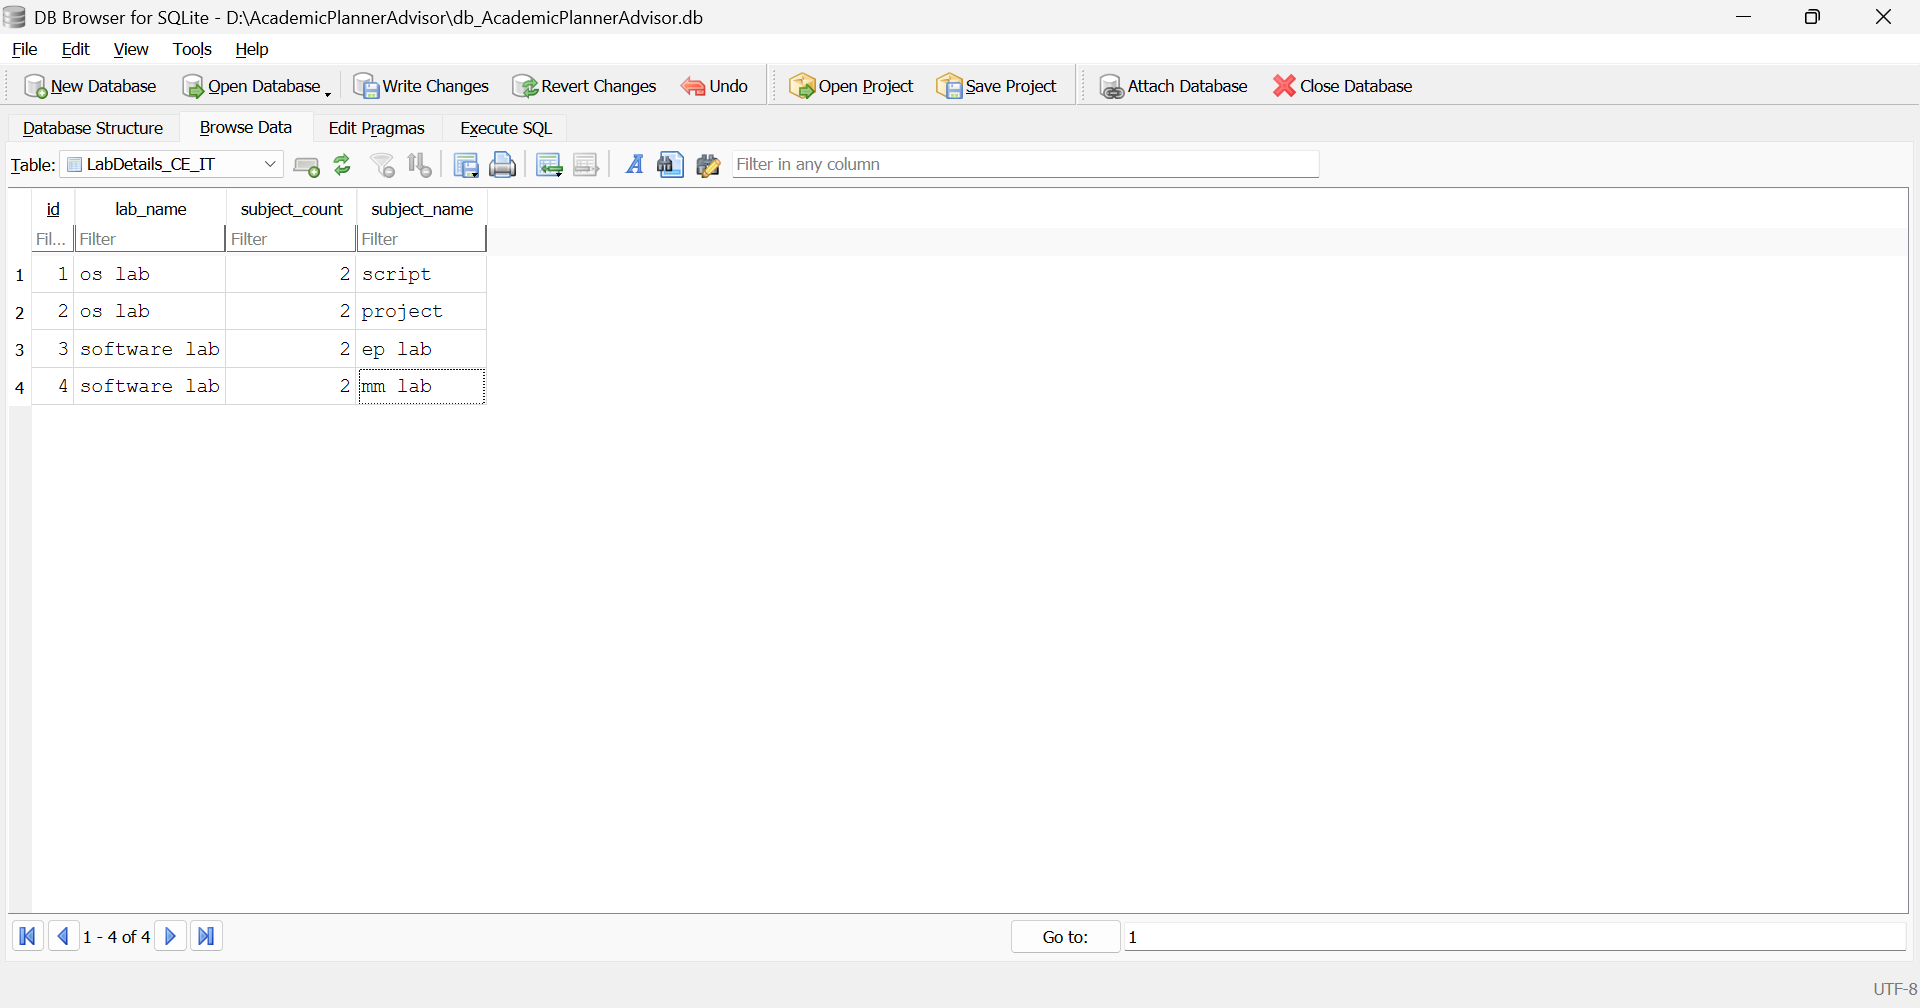 DB Browser for SQLite - D:\AcademicPlannerAdvisor\db_AcademicPlannerAdvisor.db
File Edit View Tools Help
New Database Open Database Write Changes Revert Changes Undo Open Project Save Project Attach Database Close Database
Database Structure Browse Data Edit Pragmas Execute SQL
Table: LabDetails_CE_IT Filter in any column
id lab_name subject_count subject_name
Fil... Filter Filter Filter
1 1 os lab 2 script
2 2 os lab 2 project
3 3 software lab 2 ep lab
4 4 software lab 2 mm lab
1 - 4 of 4 Go to: 1
UTF-8